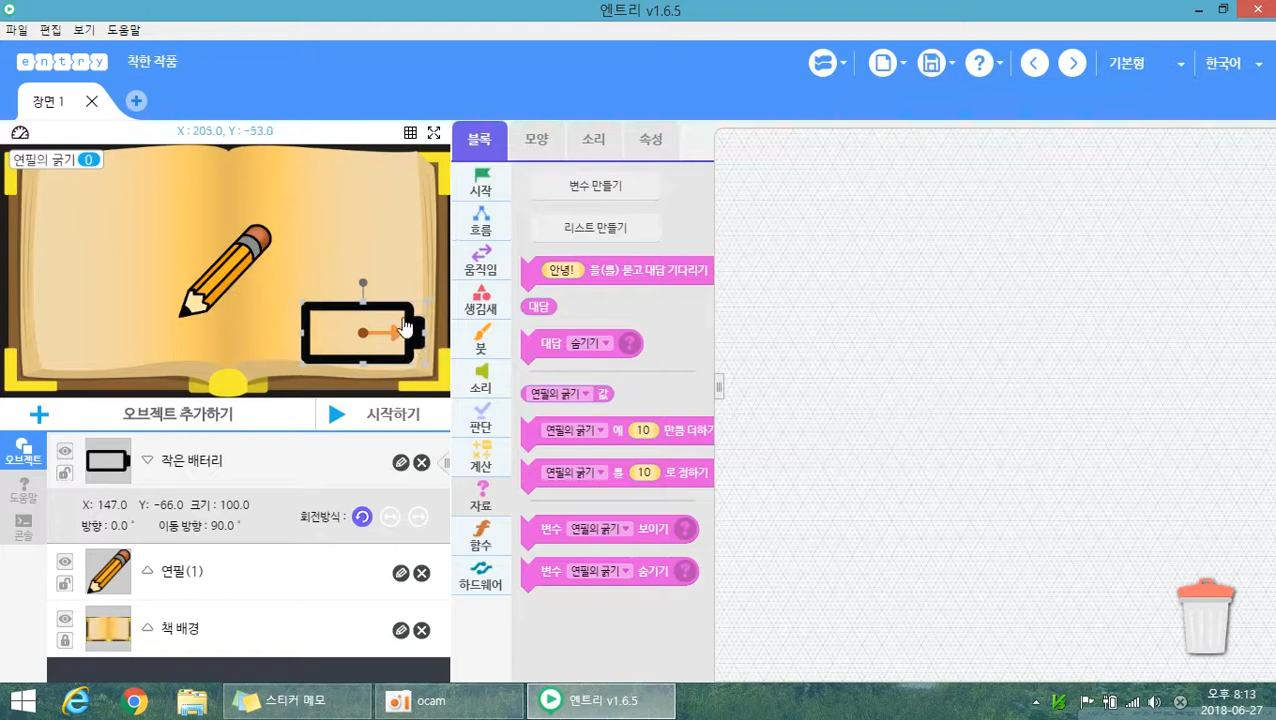 엔트리 v1.6.5
파일 편집 보기 도움말
entry 착한 작품 기본형 한국어
장면 1
X : 205.0, Y : -53.0
연필의 굵기 0
블록 모양 소리 속성
시작
흐름
움직임
생김새
붓
소리
판단
계산
자료
함수
하드웨어
변수 만들기
리스트 만들기
안녕! 을(를) 묻고 대답 기다리기
대답
대답 숨기기 ?
연필의 굵기 값
연필의 굵기 에 10 만큼 더하기
연필의 굵기 를 10 로 정하기
변수 연필의 굵기 보이기 ?
변수 연필의 굵기 숨기기 ?
오브젝트 추가하기 시작하기
오브젝트
도움말
콘솔
작은 배터리
X: 147.0 Y: -66.0 크기 : 100.0
방향 : 0.0 ° 이동 방향 : 90.0 ° 회전방식 :
연필(1)
책 배경
스티커 메모 ocam 엔트리 v1.6.5
오후 8:13
2018-06-27